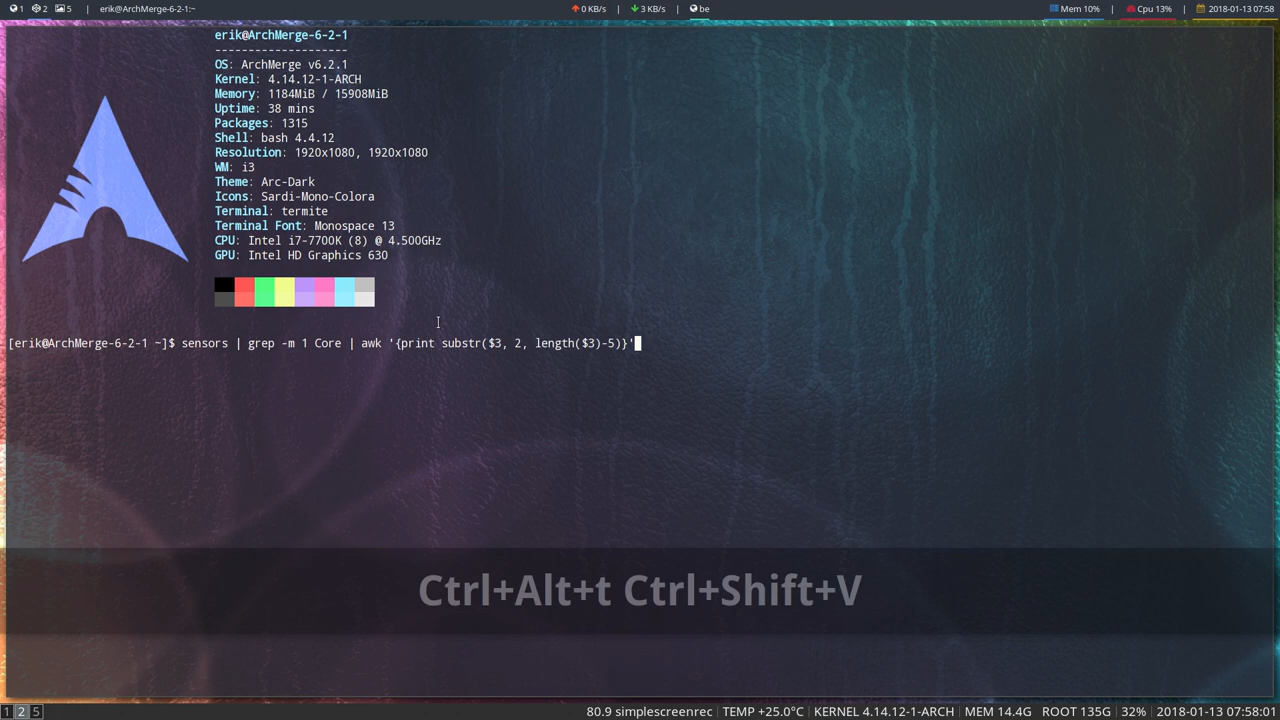 1 2 5 | erik@ArchMerge-6-2-1:~ 0 KB/s | 3 KB/s | be Mem 10% | Cpu 13% | 2018-01-13 07:58
erik@ArchMerge-6-2-1
--------------------
OS: ArchMerge v6.2.1
Kernel: 4.14.12-1-ARCH
Memory: 1184MiB / 15908MiB
Uptime: 38 mins
Packages: 1315
Shell: bash 4.4.12
Resolution: 1920x1080, 1920x1080
WM: i3
Theme: Arc-Dark
Icons: Sardi-Mono-Colora
Terminal: termite
Terminal Font: Monospace 13
CPU: Intel i7-7700K (8) @ 4.500GHz
GPU: Intel HD Graphics 630
[erik@ArchMerge-6-2-1 ~]$ sensors | grep -m 1 Core | awk '{print substr($3, 2, length($3)-5)}'
Ctrl+Alt+t Ctrl+Shift+V
1 2 5 80.9 simplescreenrec | TEMP +25.0°C | KERNEL 4.14.12-1-ARCH | MEM 14.4G | ROOT 135G | 32% | 2018-01-13 07:58:01